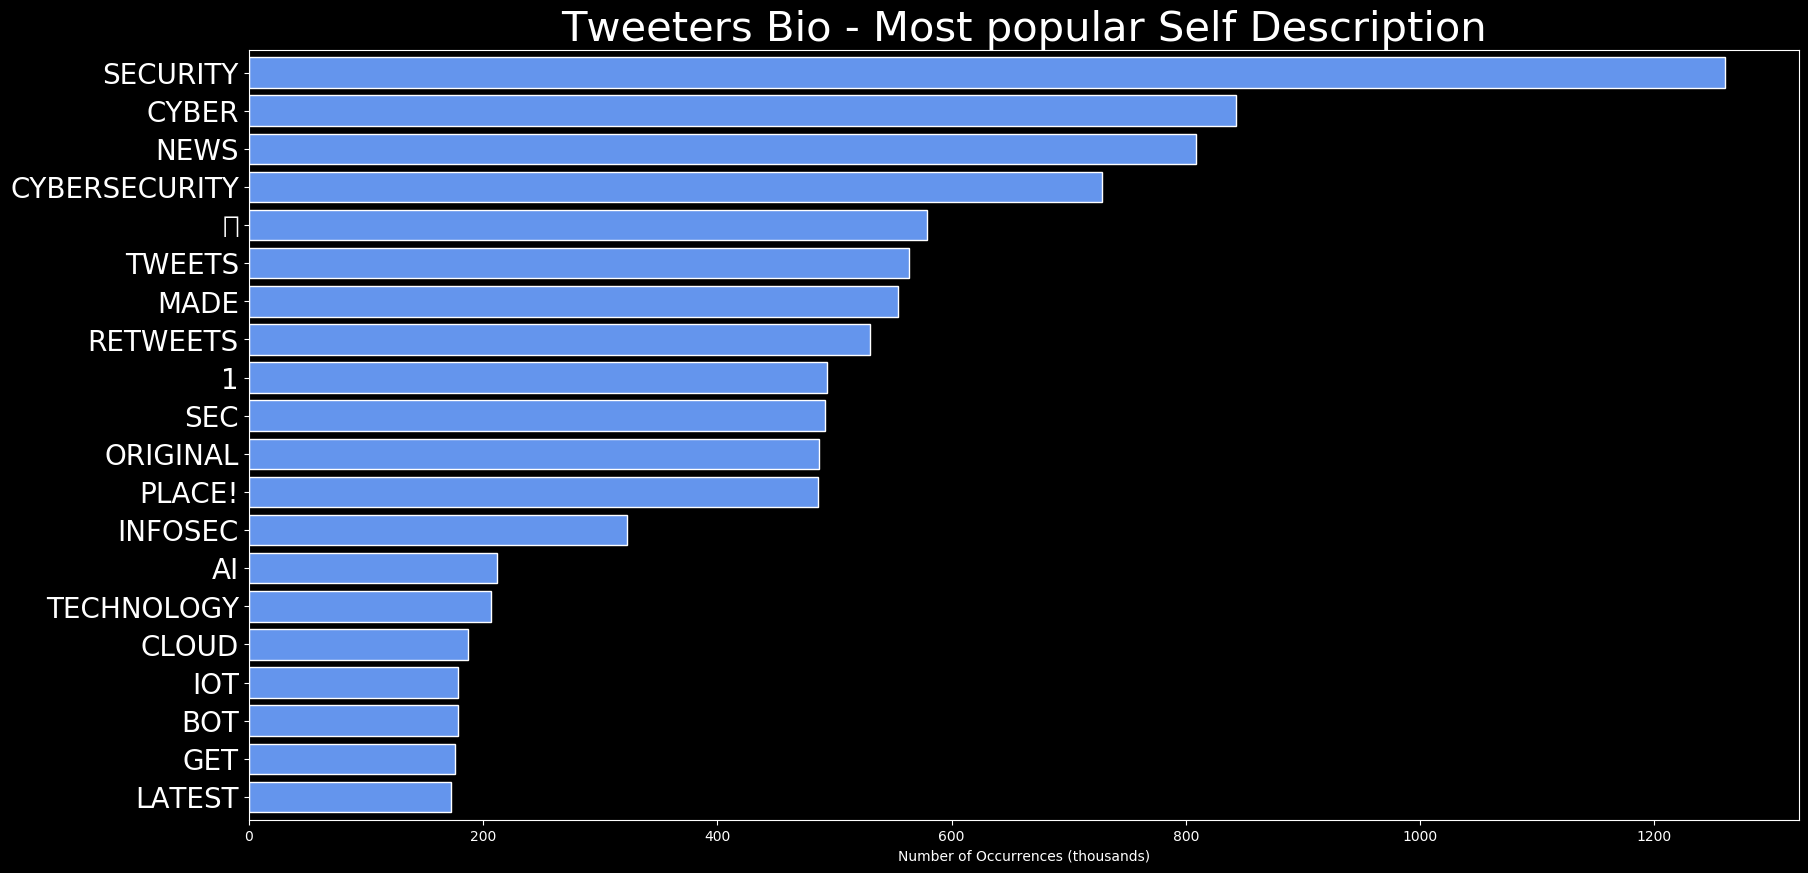 Tweeters Bio - Most popular Self Description
SECURITY
CYBER
NEWS
CYBERSECURITY
TWEETS
MADE
RETWEETS
1
SEC
ORIGINAL
PLACE!
INFOSEC
AI
TECHNOLOGY
CLOUD
IOT
BOT
GET
LATEST
0 200 400 600 800 1000 1200
Number of Occurrences (thousands)